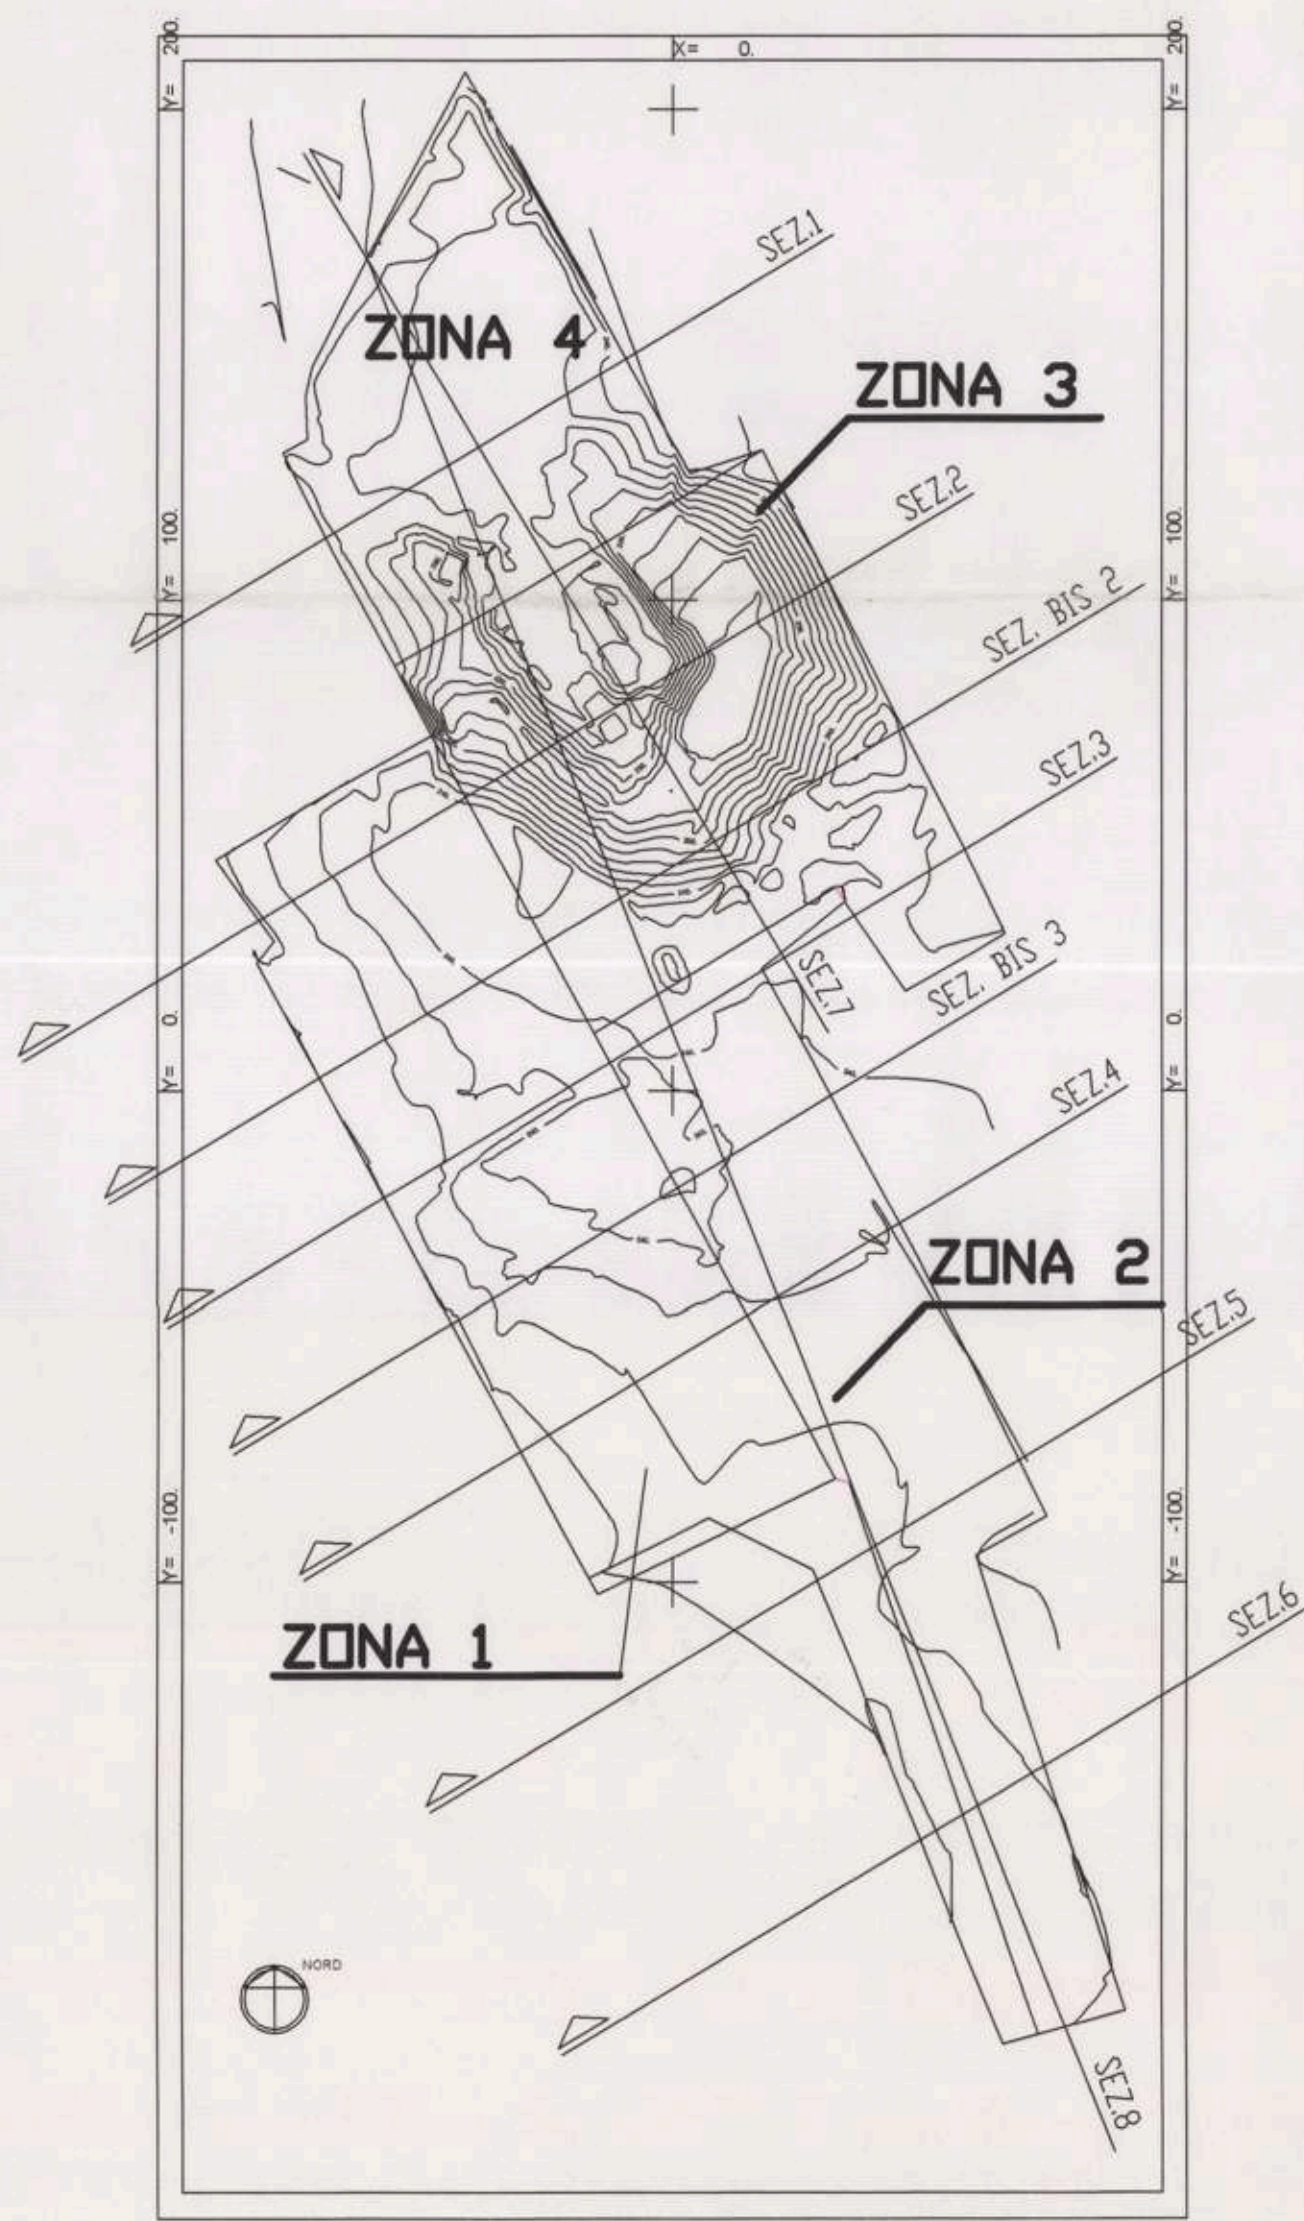 X= 0.
Y= 200.
Y= 200.
SEZ.1
ZONA 4
ZONA 3
SEZ.2
Y= 100.
Y= 100.
SEZ. BIS 2
SEZ.3
SEZ.7
SEZ. BIS 3
Y= 0.
Y= 0.
SEZ.4
ZONA 2
SEZ.5
Y= -100.
Y= -100.
SEZ.6
ZONA 1
NORD
SEZ.8